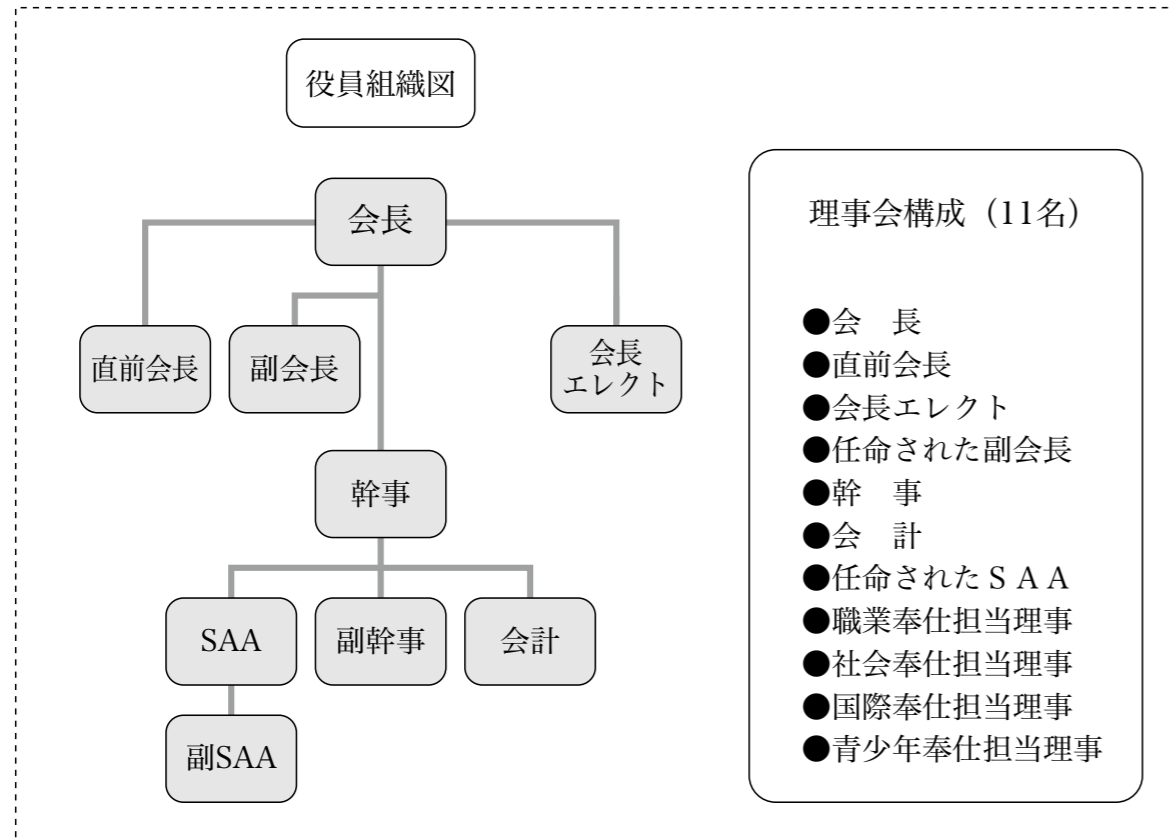 役員組織図
会長
直前会長
副会長
会長
エレクト
幹事
SAA
副幹事
会計
副SAA
理事会構成（11名）
●会　長
●直前会長
●会長エレクト
●任命された副会長
●幹　事
●会　計
●任命されたＳＡＡ
●職業奉仕担当理事
●社会奉仕担当理事
●国際奉仕担当理事
●青少年奉仕担当理事